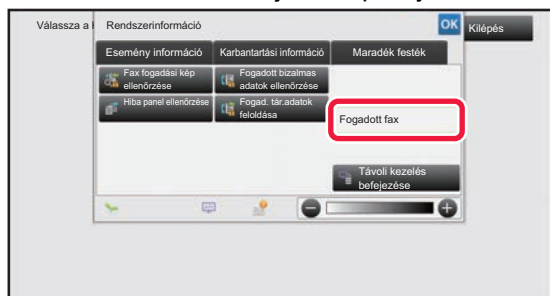 Válassza a
Rendszerinformáció
OK
Kilépés
Esemény információ
Karbantartási információ
Maradék festék
Fax fogadási kép
ellenőrzése
Fogadott bizalmas
adatok ellenőrzése
Hiba panel ellenőrzése
Fogad. tár.adatok
feloldása
Fogadott fax
Távoli kezelés
befejezése